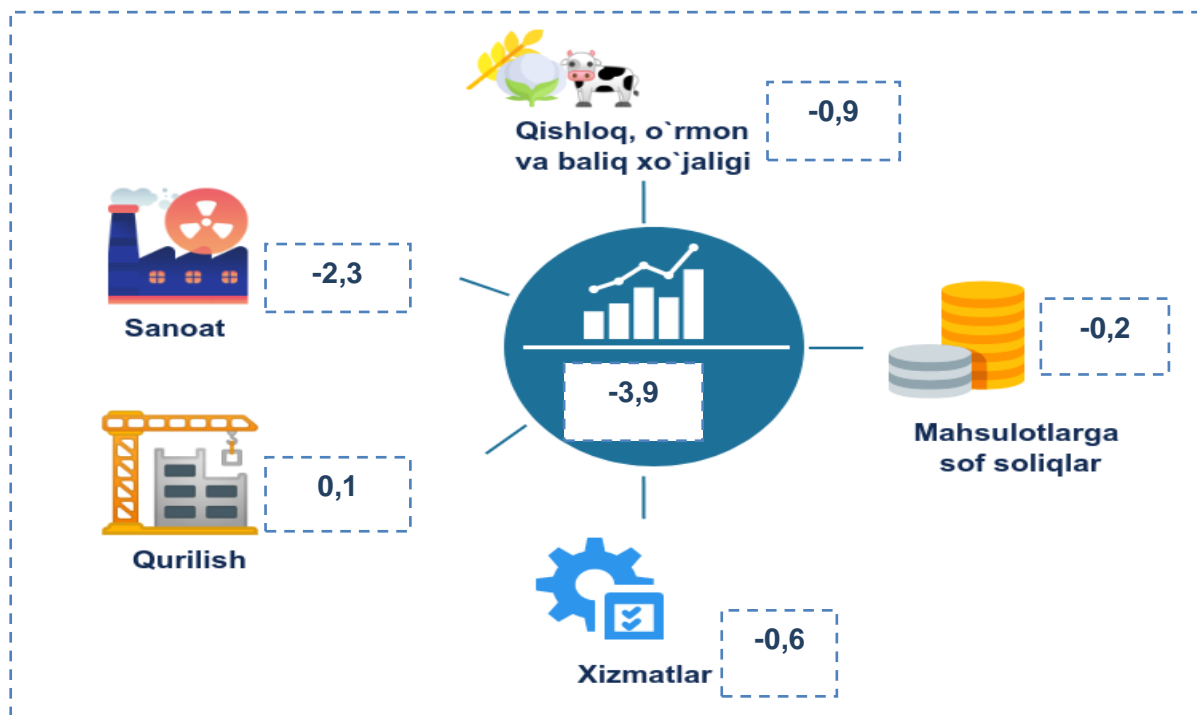 Qishloq, o`rmon
va baliq xo`jaligi
-0,9
-2,3
Sanoat
-0,2
-3,9
Mahsulotlarga
sof soliqlar
0,1
Qurilish
-0,6
Xizmatlar